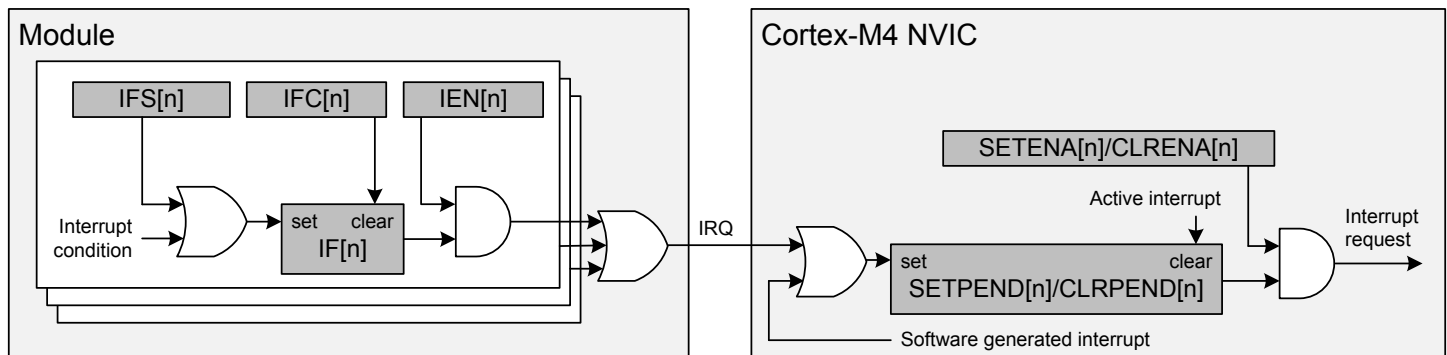 Module
IFS[n]
IFC[n]
IEN[n]
Interrupt
condition
set clear
IF[n]
IRQ
Cortex-M4 NVIC
SETENA[n]/CLRENA[n]
Active interrupt
set clear
SETPEND[n]/CLRPEND[n]
Software generated interrupt
Interrupt
request